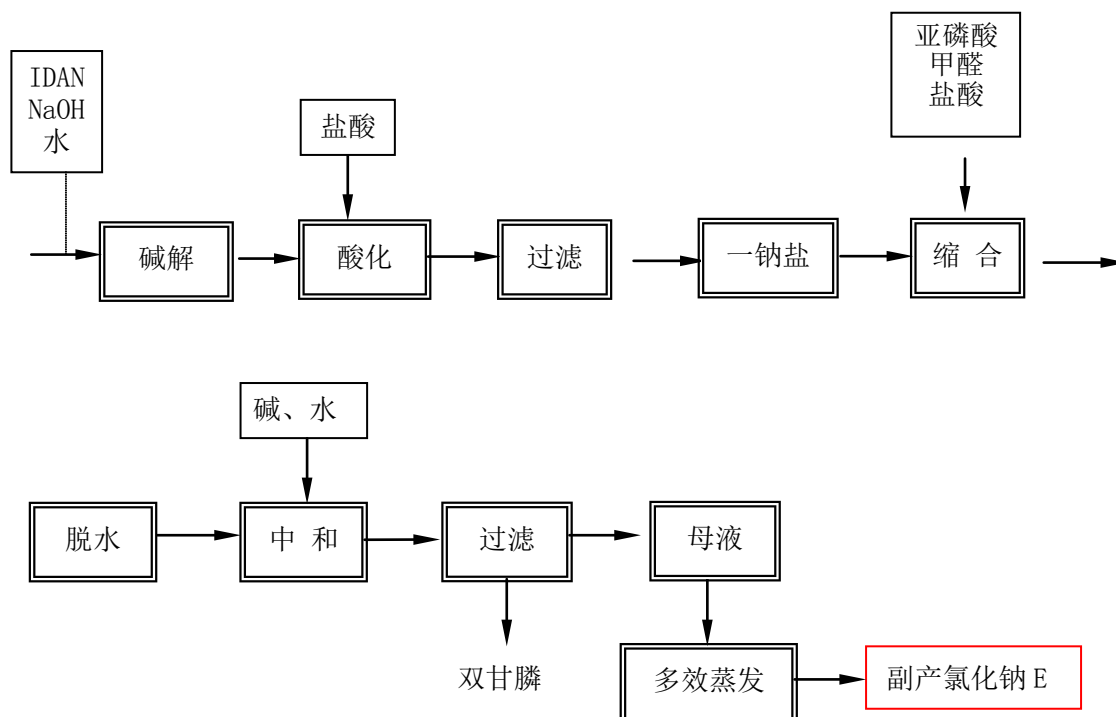 IDAN
NaOH
水
盐酸
亚磷酸
甲醛
盐酸
碱解
酸化
过滤
一钠盐
缩 合
碱、水
脱水
中 和
过滤
母液
双甘膦
多效蒸发
副产氯化钠 E